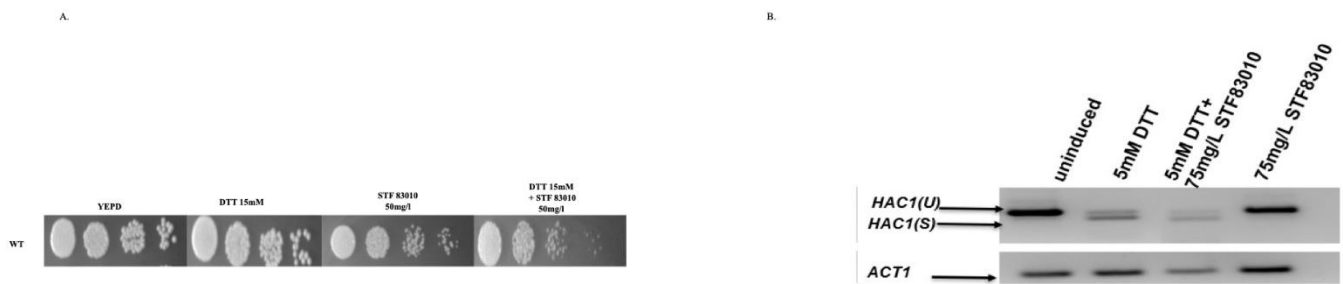 A.
YEPD
DTT 15mM
STF 83010
50mg/l
DTT 15mM
+ STF 83010
50mg/l
WT
B.
uninduced
5mM DTT
5mM DTT+
75mg/L STF83010
75mg/L STF83010
HAC1(U)
HAC1(S)
ACT1